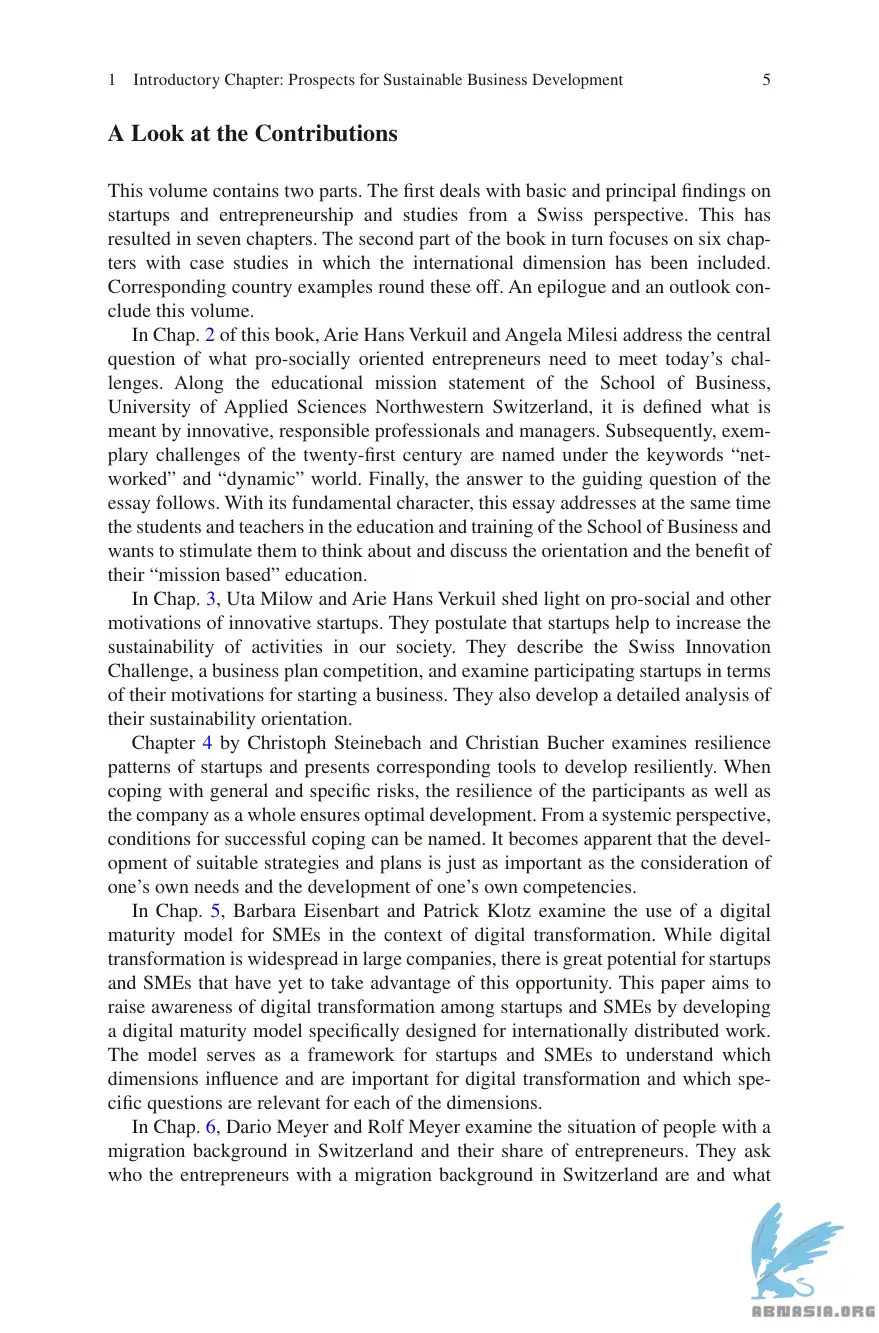 1 Introductory Chapter: Prospects for Sustainable Business Development 5
A Look at the Contributions
This volume contains two parts. The first deals with basic and principal findings on
startups and entrepreneurship and studies from a Swiss perspective. This has
resulted in seven chapters. The second part of the book in turn focuses on six chap-
ters with case studies in which the international dimension has been included.
Corresponding country examples round these off. An epilogue and an outlook con-
clude this volume.
In Chap. 2 of this book, Arie Hans Verkuil and Angela Milesi address the central
question of what pro-socially oriented entrepreneurs need to meet today’s chal-
lenges. Along the educational mission statement of the School of Business,
University of Applied Sciences Northwestern Switzerland, it is defined what is
meant by innovative, responsible professionals and managers. Subsequently, exem-
plary challenges of the twenty-first century are named under the keywords “net-
worked” and “dynamic” world. Finally, the answer to the guiding question of the
essay follows. With its fundamental character, this essay addresses at the same time
the students and teachers in the education and training of the School of Business and
wants to stimulate them to think about and discuss the orientation and the benefit of
their “mission based” education.
In Chap. 3, Uta Milow and Arie Hans Verkuil shed light on pro-social and other
motivations of innovative startups. They postulate that startups help to increase the
sustainability of activities in our society. They describe the Swiss Innovation
Challenge, a business plan competition, and examine participating startups in terms
of their motivations for starting a business. They also develop a detailed analysis of
their sustainability orientation.
Chapter 4 by Christoph Steinebach and Christian Bucher examines resilience
patterns of startups and presents corresponding tools to develop resiliently. When
coping with general and specific risks, the resilience of the participants as well as
the company as a whole ensures optimal development. From a systemic perspective,
conditions for successful coping can be named. It becomes apparent that the devel-
opment of suitable strategies and plans is just as important as the consideration of
one’s own needs and the development of one’s own competencies.
In Chap. 5, Barbara Eisenbart and Patrick Klotz examine the use of a digital
maturity model for SMEs in the context of digital transformation. While digital
transformation is widespread in large companies, there is great potential for startups
and SMEs that have yet to take advantage of this opportunity. This paper aims to
raise awareness of digital transformation among startups and SMEs by developing
a digital maturity model specifically designed for internationally distributed work.
The model serves as a framework for startups and SMEs to understand which
dimensions influence and are important for digital transformation and which spe-
cific questions are relevant for each of the dimensions.
In Chap. 6, Dario Meyer and Rolf Meyer examine the situation of people with a
migration background in Switzerland and their share of entrepreneurs. They ask
who the entrepreneurs with a migration background in Switzerland are and what
ABNASIA.ORG